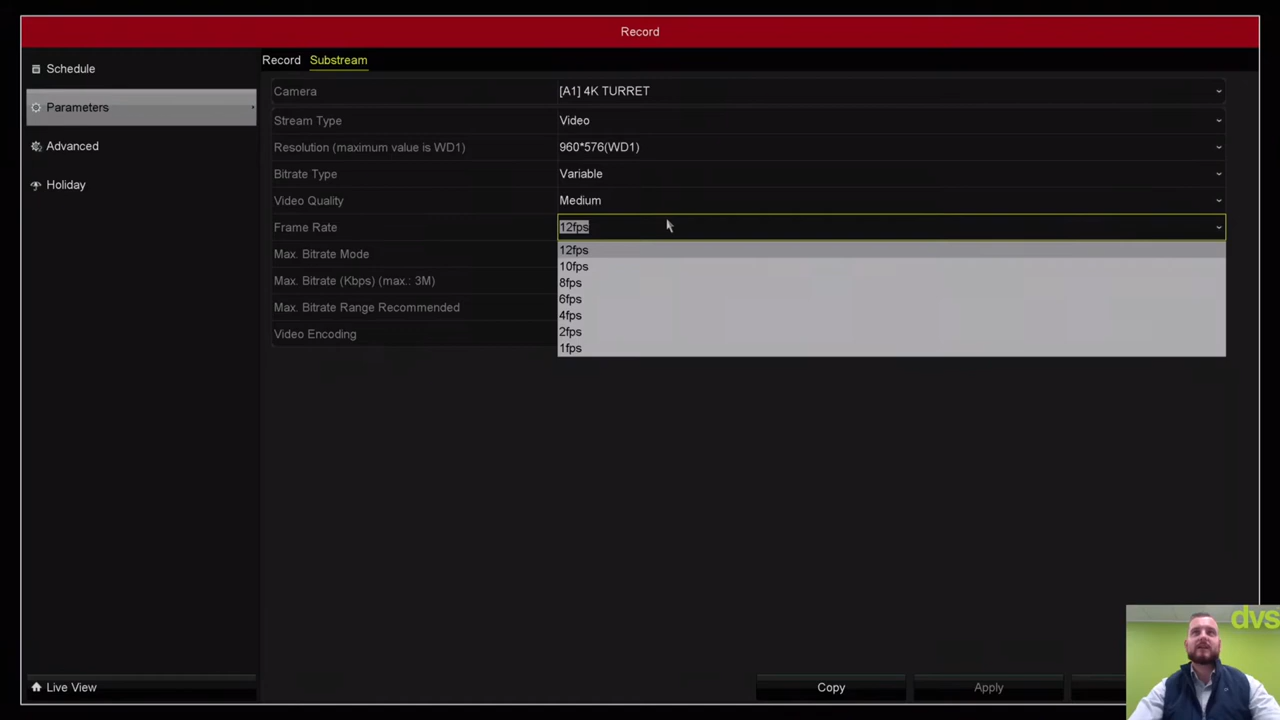 Record
Schedule
Parameters
Advanced
Holiday
Record Substream
Camera [A1] 4K TURRET
Stream Type Video
Resolution (maximum value is WD1) 960*576(WD1)
Bitrate Type Variable
Video Quality Medium
Frame Rate 12fps
12fps
10fps
8fps
6fps
4fps
2fps
1fps
Max. Bitrate Mode
Max. Bitrate (Kbps) (max.: 3M)
Max. Bitrate Range Recommended
Video Encoding
Live View
Copy Apply
dvs